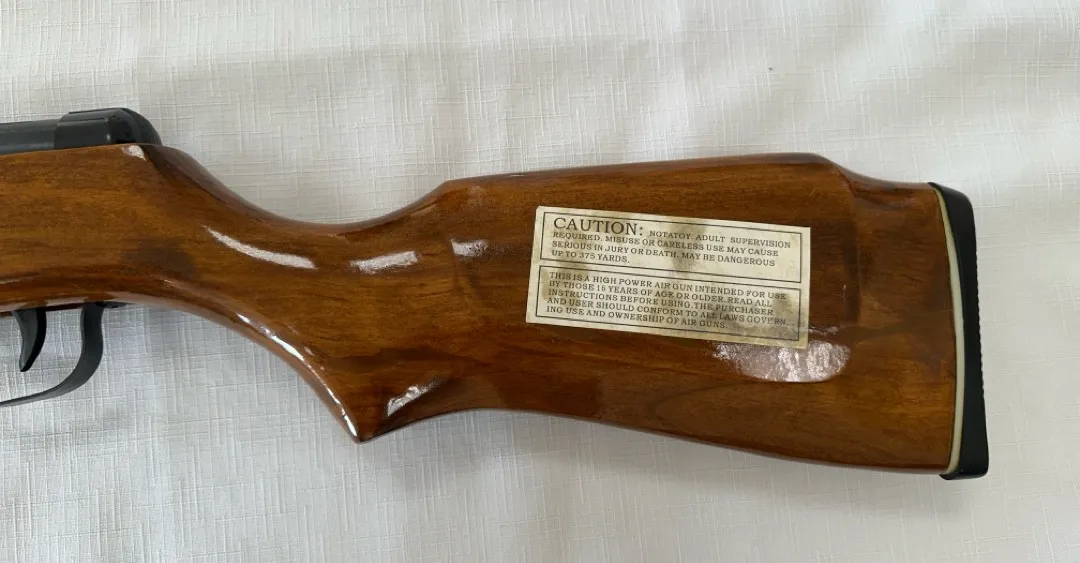 CAUTION: NOTATOY. ADULT SUPERVISION
REQUIRED. MISUSE OR CARELESS USE MAY CAUSE
SERIOUS IN JURY OR DEATH. MAY BE DANGEROUS
UP TO 375 YARDS.
THIS IS A HIGH POWER AIR GUN INTENDED FOR USE
BY THOSE 16 YEARS OF AGE OR OLDER. READ ALL
INSTRUCTIONS BEFORE USING. THE PURCHASER
AND USER SHOULD CONFORM TO ALL LAWS GOVERN
ING USE AND OWNERSHIP OF AIR GUNS.